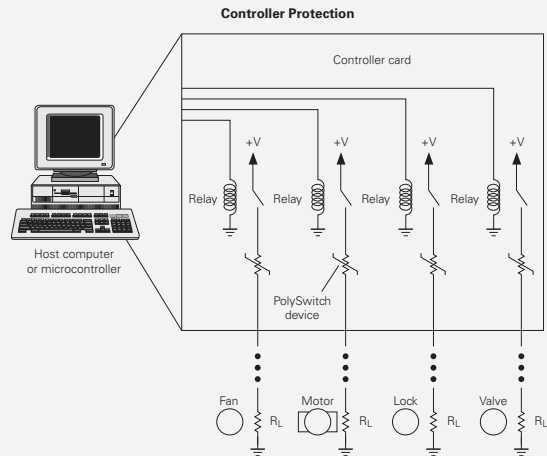 Controller Protection
Controller card
+V
+V
+V
+V
Relay
Relay
Relay
Relay
Host computer
or microcontroller
PolySwitch
device
Fan
Motor
Lock
Valve
RL
RL
RL
RL